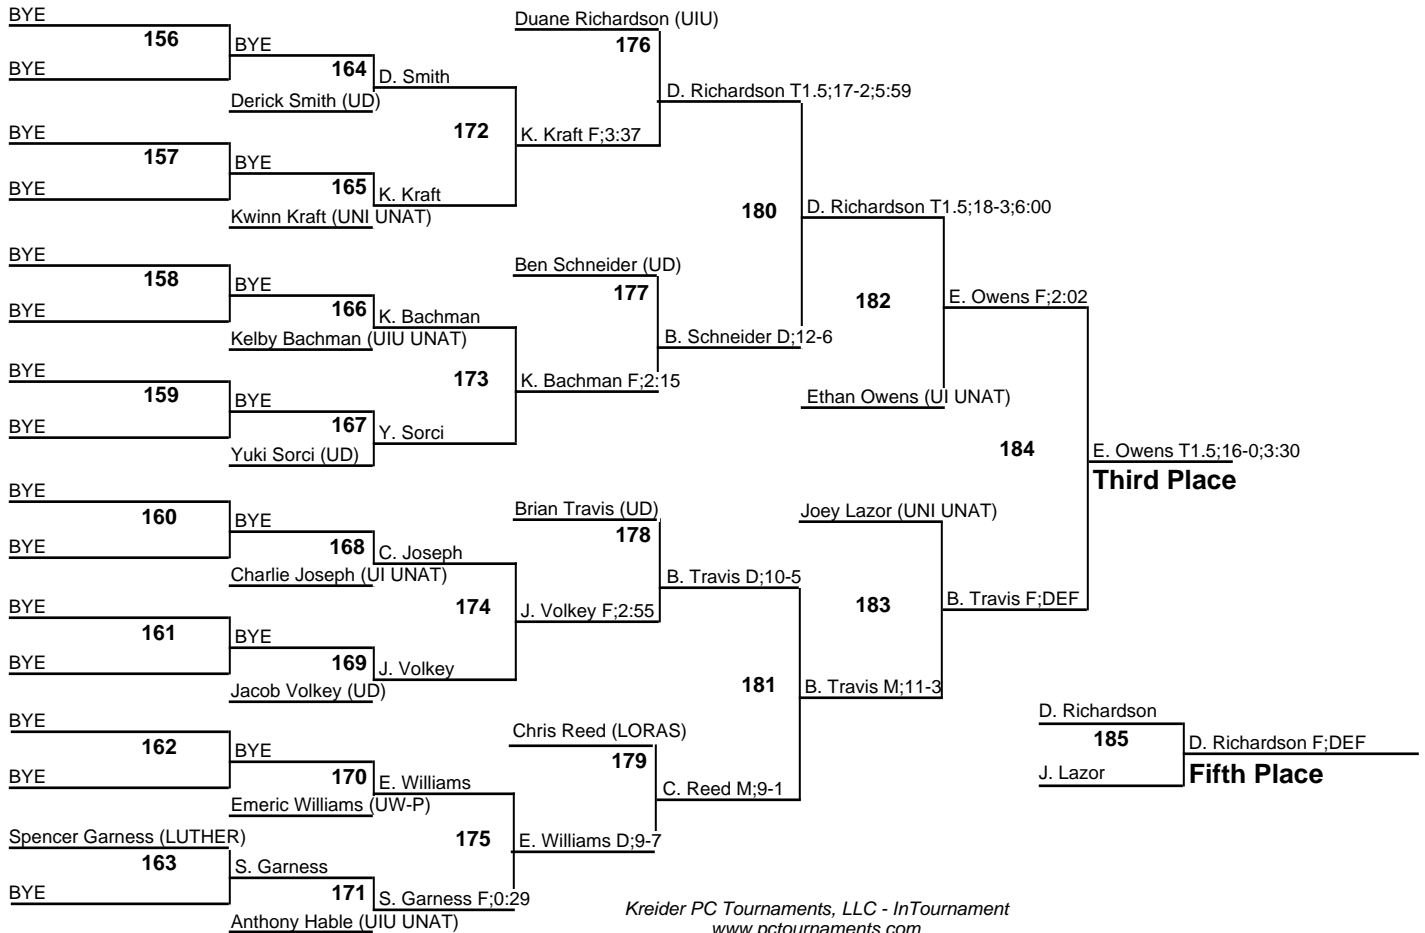 BYE
156
BYE
BYE
164
D. Smith
Derick Smith (UD)
BYE
157
BYE
BYE
165
K. Kraft
Kwinn Kraft (UNI UNAT)
172
K. Kraft F;3:37
Duane Richardson (UIU)
176
D. Richardson T1.5;17-2;5:59
BYE
158
BYE
BYE
166
K. Bachman
Kelby Bachman (UIU UNAT)
BYE
159
BYE
BYE
167
Y. Sorci
Yuki Sorci (UD)
173
K. Bachman F;2:15
Ben Schneider (UD)
177
B. Schneider D;12-6
180
D. Richardson T1.5;18-3;6:00
182
E. Owens F;2:02
Ethan Owens (UI UNAT)
BYE
160
BYE
BYE
168
C. Joseph
Charlie Joseph (UI UNAT)
BYE
161
BYE
BYE
169
J. Volkey
Jacob Volkey (UD)
174
J. Volkey F;2:55
Brian Travis (UD)
178
B. Travis D;10-5
BYE
162
BYE
BYE
170
E. Williams
Emeric Williams (UW-P)
Spencer Garness (LUTHER)
163
S. Garness
BYE
171
S. Garness F;0:29
Anthony Hable (UIU UNAT)
175
E. Williams D;9-7
Chris Reed (LORAS)
179
C. Reed M;9-1
181
B. Travis M;11-3
Joey Lazor (UNI UNAT)
183
B. Travis F;DEF
184
E. Owens T1.5;16-0;3:30
Third Place
D. Richardson
185
J. Lazor
D. Richardson F;DEF
Fifth Place
Kreider PC Tournaments, LLC - InTournament
www.pctournaments.com